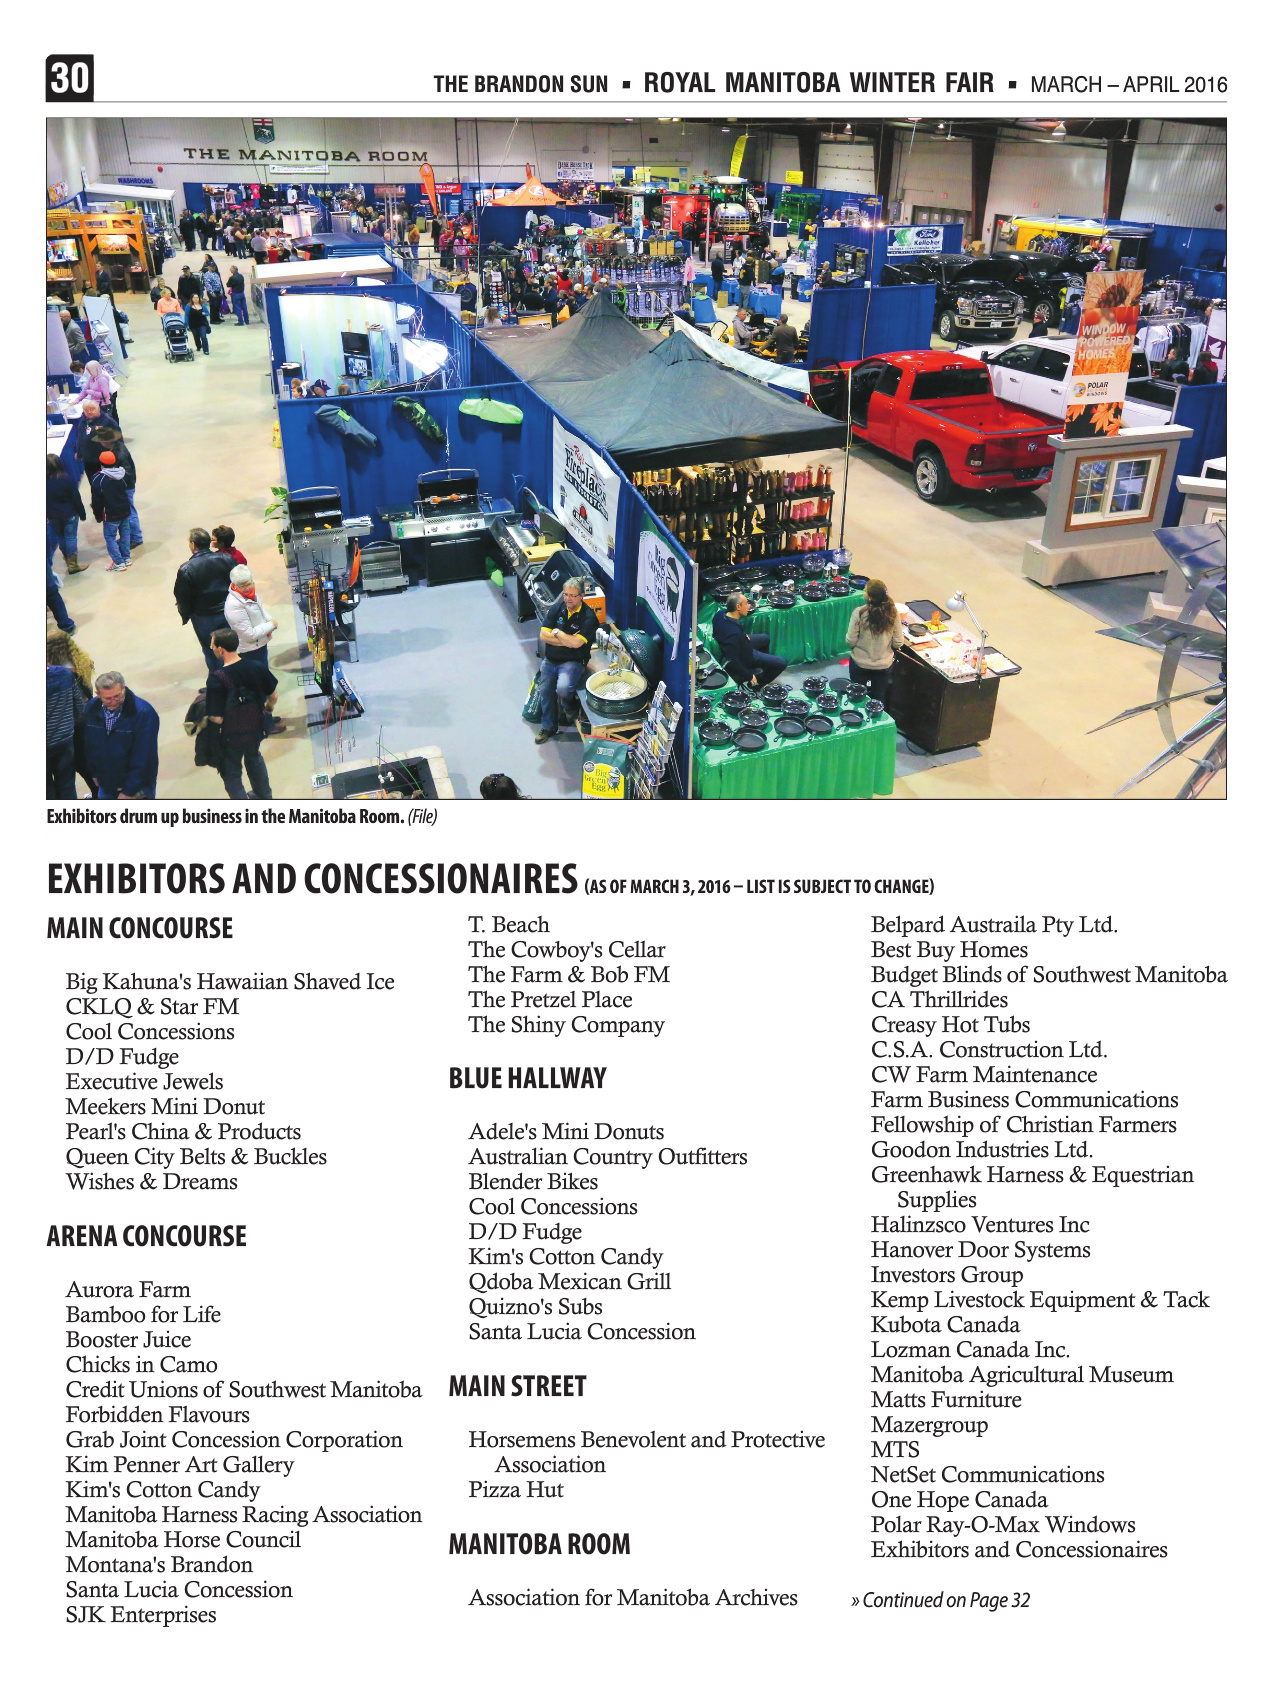 30
THE BRANDON SUN ▪ ROYAL MANITOBA WINTER FAIR ▪ MARCH – APRIL 2016
THE MANITOBA ROOM
WASHROOMS
Ford
Kelleher
WINDOW
POWERED
HOMES
POLAR
WINDOWS
Fireplace
Big
Green
Egg
Exhibitors drum up business in the Manitoba Room. (File)
EXHIBITORS AND CONCESSIONAIRES (AS OF MARCH 3, 2016 – LIST IS SUBJECT TO CHANGE)
MAIN CONCOURSE
Big Kahuna's Hawaiian Shaved Ice
CKLQ & Star FM
Cool Concessions
D/D Fudge
Executive Jewels
Meekers Mini Donut
Pearl's China & Products
Queen City Belts & Buckles
Wishes & Dreams
ARENA CONCOURSE
Aurora Farm
Bamboo for Life
Booster Juice
Chicks in Camo
Credit Unions of Southwest Manitoba
Forbidden Flavours
Grab Joint Concession Corporation
Kim Penner Art Gallery
Kim's Cotton Candy
Manitoba Harness Racing Association
Manitoba Horse Council
Montana's Brandon
Santa Lucia Concession
SJK Enterprises
T. Beach
The Cowboy's Cellar
The Farm & Bob FM
The Pretzel Place
The Shiny Company
BLUE HALLWAY
Adele's Mini Donuts
Australian Country Outfitters
Blender Bikes
Cool Concessions
D/D Fudge
Kim's Cotton Candy
Qdoba Mexican Grill
Quizno's Subs
Santa Lucia Concession
MAIN STREET
Horsemens Benevolent and Protective
Association
Pizza Hut
MANITOBA ROOM
Association for Manitoba Archives
Belpard Austraila Pty Ltd.
Best Buy Homes
Budget Blinds of Southwest Manitoba
CA Thrillrides
Creasy Hot Tubs
C.S.A. Construction Ltd.
CW Farm Maintenance
Farm Business Communications
Fellowship of Christian Farmers
Goodon Industries Ltd.
Greenhawk Harness & Equestrian
Supplies
Halinzsco Ventures Inc
Hanover Door Systems
Investors Group
Kemp Livestock Equipment & Tack
Kubota Canada
Lozman Canada Inc.
Manitoba Agricultural Museum
Matts Furniture
Mazergroup
MTS
NetSet Communications
One Hope Canada
Polar Ray-O-Max Windows
Exhibitors and Concessionaires
» Continued on Page 32